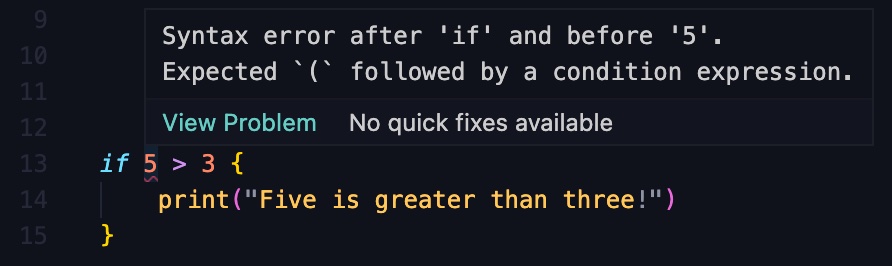 9
Syntax error after 'if' and before '5'.
10
Expected `(` followed by a condition expression.
11
12
View Problem No quick fixes available
13 if 5 > 3 {
14 print("Five is greater than three!")
15 }